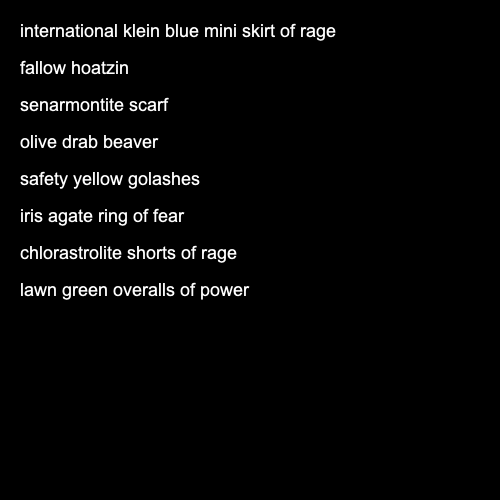 international klein blue mini skirt of rage
fallow hoatzin
senarmontite scarf
olive drab beaver
safety yellow golashes
iris agate ring of fear
chlorastrolite shorts of rage
lawn green overalls of power